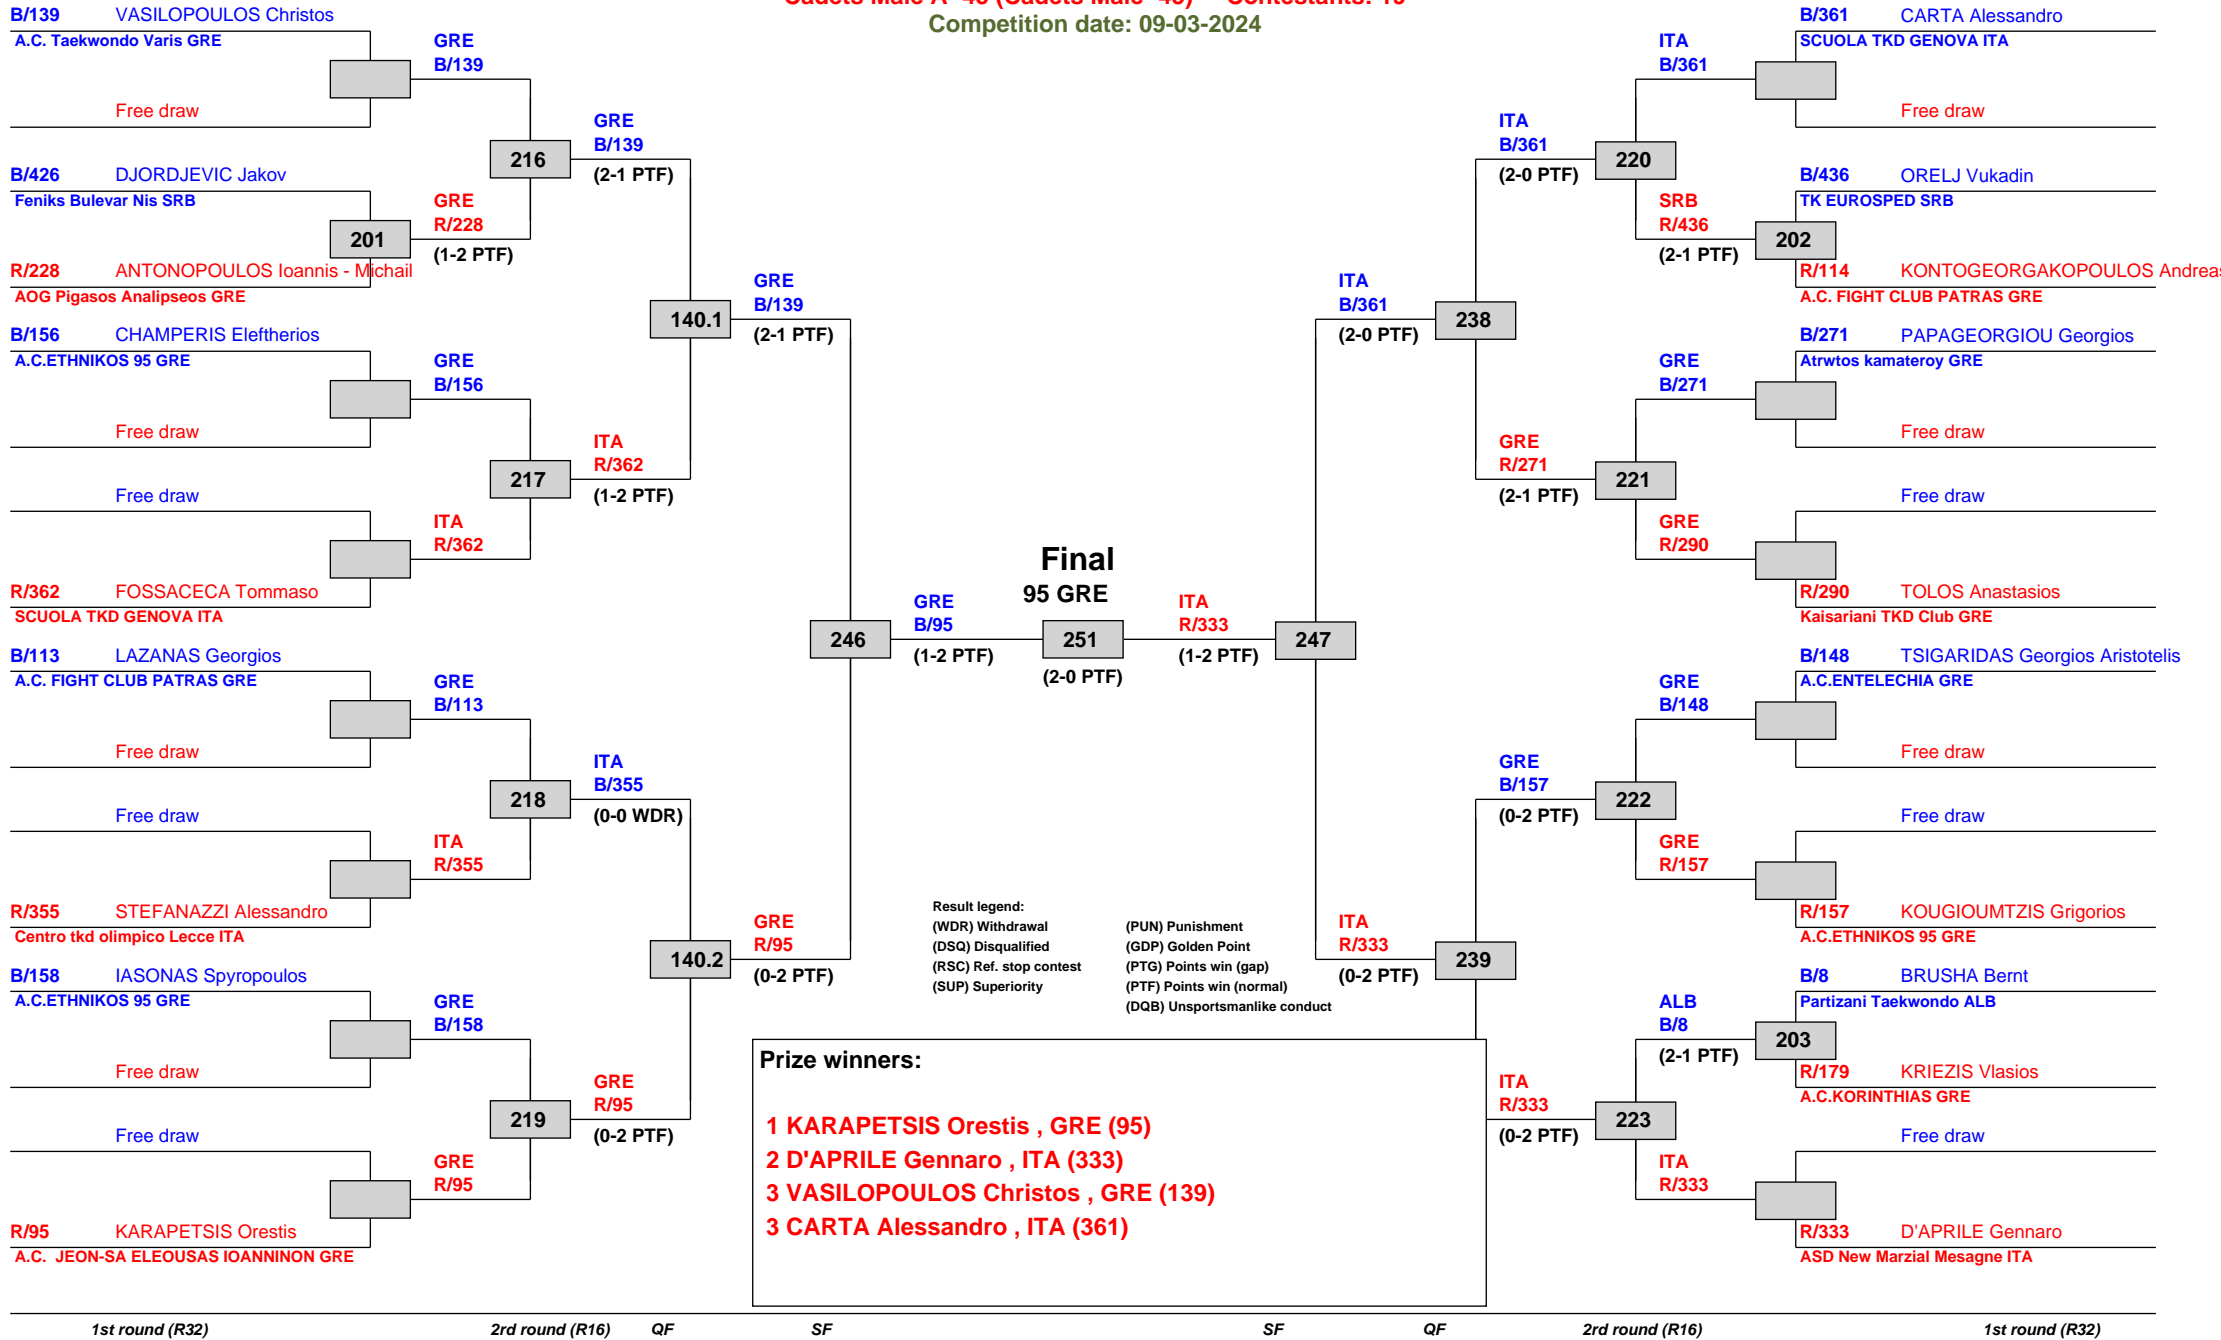 Competition date: 09-03-2024
B/139 VASILOPOULOS Christos
A.C. Taekwondo Varis GRE
Free draw
GRE
B/139
B/426 DJORDJEVIC Jakov
Feniks Bulevar Nis SRB
201
R/228 ANTONOPOULOS Ioannis - Michail
AOG Pigasos Analipseos GRE
GRE
R/228
(1-2 PTF)
216
GRE
B/139
(2-1 PTF)
B/156 CHAMPERIS Eleftherios
A.C.ETHNIKOS 95 GRE
Free draw
GRE
B/156
Free draw
R/362 FOSSACECA Tommaso
SCUOLA TKD GENOVA ITA
ITA
R/362
217
ITA
R/362
(1-2 PTF)
140.1
GRE
B/139
(2-1 PTF)
B/113 LAZANAS Georgios
A.C. FIGHT CLUB PATRAS GRE
Free draw
GRE
B/113
Free draw
R/355 STEFANAZZI Alessandro
Centro tkd olimpico Lecce ITA
ITA
R/355
218
ITA
B/355
(0-0 WDR)
B/158 IASONAS Spyropoulos
A.C.ETHNIKOS 95 GRE
Free draw
GRE
B/158
Free draw
R/95 KARAPETSIS Orestis
A.C. JEON-SA ELEOUSAS IOANNINON GRE
GRE
R/95
219
GRE
R/95
(0-2 PTF)
140.2
GRE
R/95
(0-2 PTF)
246
GRE
B/95
(1-2 PTF)
Final
95 GRE
251
(2-0 PTF)
ITA
R/333
(1-2 PTF)
247
ITA
B/361
(2-0 PTF)
238
ITA
B/361
(2-0 PTF)
220
ITA
B/361
B/361 CARTA Alessandro
SCUOLA TKD GENOVA ITA
Free draw
SRB
R/436
(2-1 PTF)
202
B/436 ORELJ Vukadin
TK EUROSPED SRB
R/114 KONTOGEORGAKOPOULOS
A.C. FIGHT CLUB PATRAS GRE
GRE
R/271
(2-1 PTF)
221
GRE
B/271
B/271 PAPAGEORGIOU Georgios
Atrwtos kamateroy GRE
Free draw
GRE
R/290
Free draw
R/290 TOLOS Anastasios
Kaisariani TKD Club GRE
ITA
R/333
(0-2 PTF)
239
GRE
B/157
(0-2 PTF)
222
GRE
B/148
B/148 TSIGARIDAS Georgios Aristotelis
A.C.ENTELECHIA GRE
Free draw
GRE
R/157
Free draw
R/157 KOUGIOUMTZIS Grigorios
A.C.ETHNIKOS 95 GRE
ITA
R/333
(0-2 PTF)
223
ALB
B/8
(2-1 PTF)
203
B/8 BRUSHA Bernt
Partizani Taekwondo ALB
R/179 KRIEZIS Vlasios
A.C.KORINTHIAS GRE
ITA
R/333
Free draw
R/333 D'APRILE Gennaro
ASD New Marzial Mesagne ITA
Result legend:
(WDR) Withdrawal
(DSQ) Disqualified
(RSC) Ref. stop contest
(SUP) Superiority
(PUN) Punishment
(GDP) Golden Point
(PTG) Points win (gap)
(PTF) Points win (normal)
(DQB) Unsportsmanlike conduct
Prize winners:
1 KARAPETSIS Orestis , GRE (95)
2 D'APRILE Gennaro , ITA (333)
3 VASILOPOULOS Christos , GRE (139)
3 CARTA Alessandro , ITA (361)
1st round (R32) 2rd round (R16) QF SF SF QF 2rd round (R16) 1st round (R32)